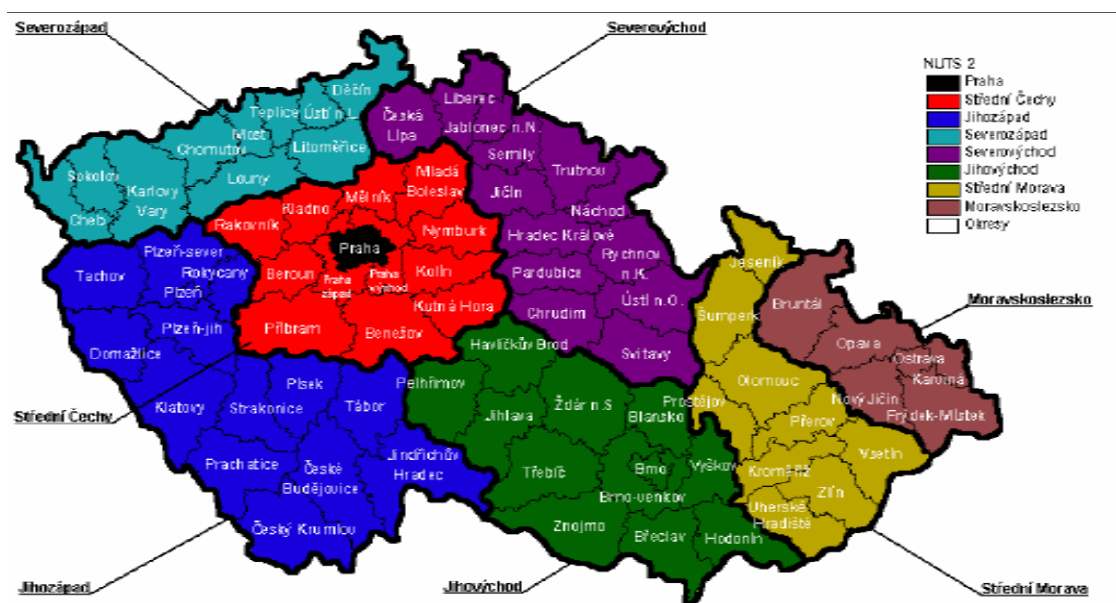 Severozápad
Severovýchod
NUTS 2
Praha
Střední Čechy
Jihozápad
Severozápad
Severovýchod
Jihovýchod
Střední Morava
Moravskoslezsko
Okresy
Děčín
Teplice
Ústí n.L.
Most
Chomutov
Litoměřice
Louny
Sokolov
Karlovy
Vary
Cheb
Liberec
Česká
Lípa
Jablonec n.N.
Semily
Trutnov
Jičín
Náchod
Hradec Králové
Rychnov
n.K.
Pardubice
Ústí n.O.
Chrudim
Svitavy
Mladá
Boleslav
Mělník
Kladno
Rakovník
Nymburk
Praha
Beroun
Praha
západ
Praha
východ
Kolín
Kutná Hora
Příbram
Benešov
Plzeň-sever
Tachov
Rokycany
Plzeň
Plzeň-jih
Domažlice
Klatovy
Písek
Strakonice
Tábor
Prachatice
České
Budějovice
Jindřichův
Hradec
Český Krumlov
Havlíčkův Brod
Pelhřimov
Jihlava
Ždár n.S
Blansko
Třebíč
Brno
Vyškov
Brno-venkov
Znojmo
Břeclav
Hodonín
Jeseník
Šumperk
Olomouc
Prostějov
Přerov
Kroměříž
Vsetín
Zlín
Uherské
Hradiště
Bruntál
Opava
Ostrava
Karviná
Nový Jičín
Frýdek-Místek
Moravskoslezsko
Střední Čechy
Jihozápad
Jihovýchod
Střední Morava